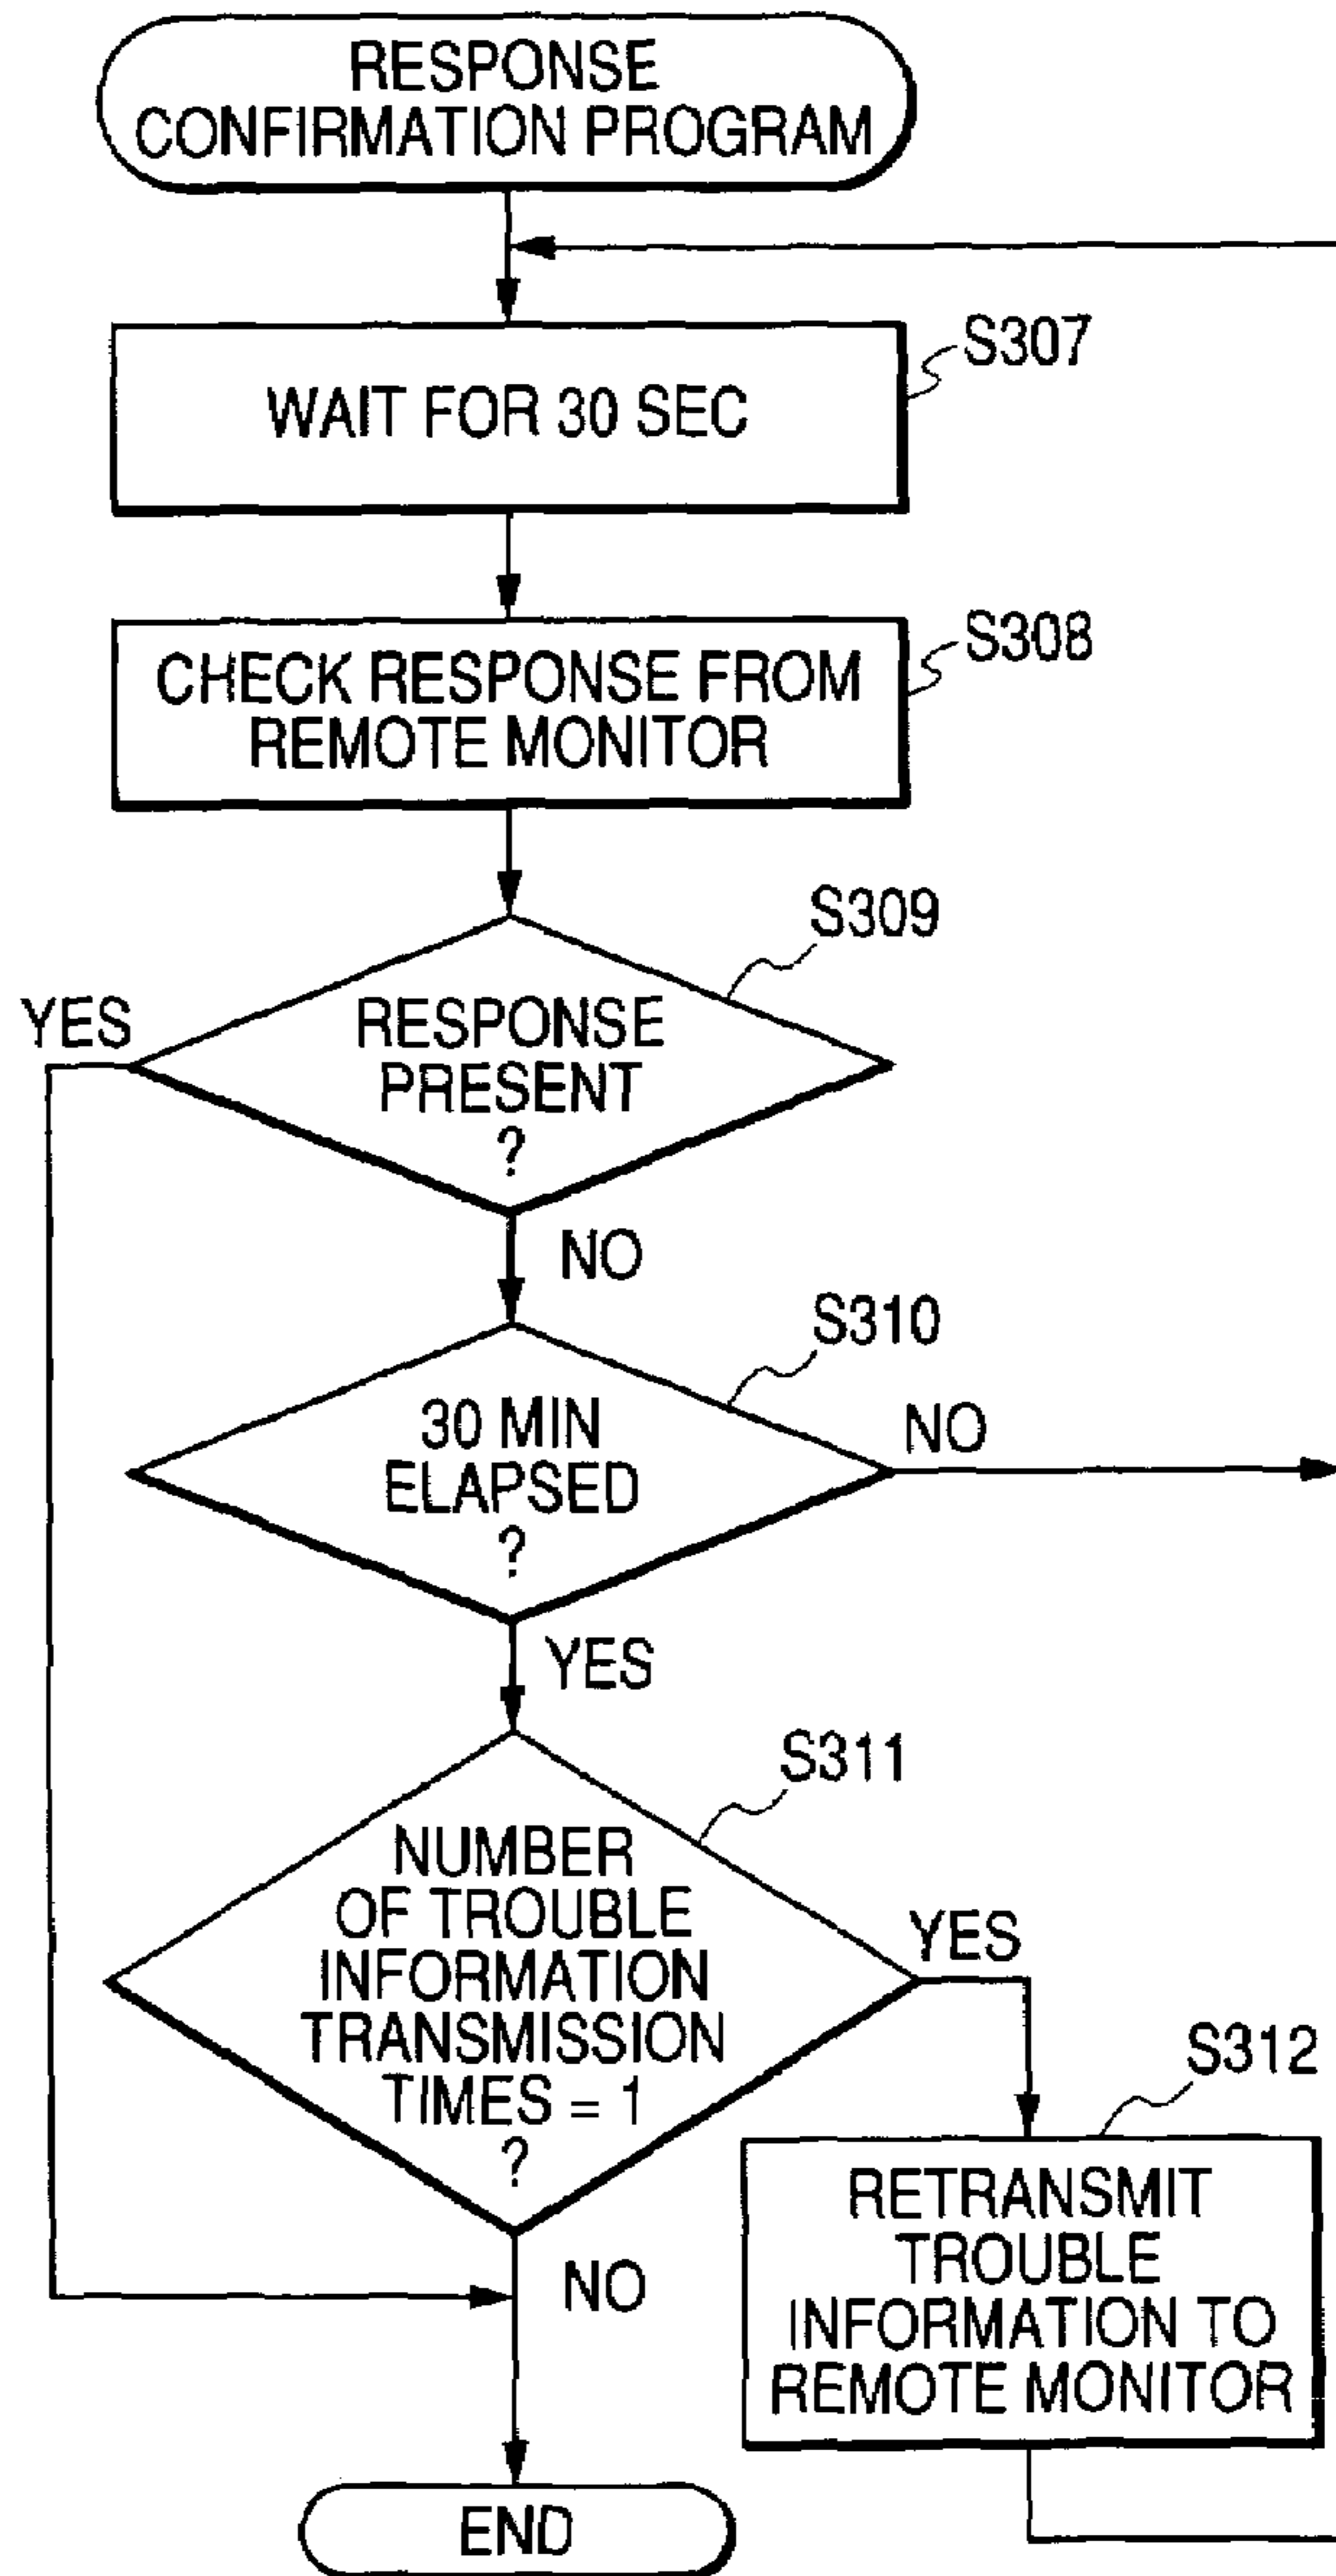 RESPONSE
CONFIRMATION PROGRAM
WAIT FOR 30 SEC
S307
CHECK RESPONSE FROM
REMOTE MONITOR
S308
S309
YES
RESPONSE
PRESENT
?
NO
S310
30 MIN
ELAPSED
?
NO
YES
S311
NUMBER
OF TROUBLE
INFORMATION
TRANSMISSION
TIMES = 1
?
YES
S312
RETRANSMIT
TROUBLE
INFORMATION TO
REMOTE MONITOR
NO
END